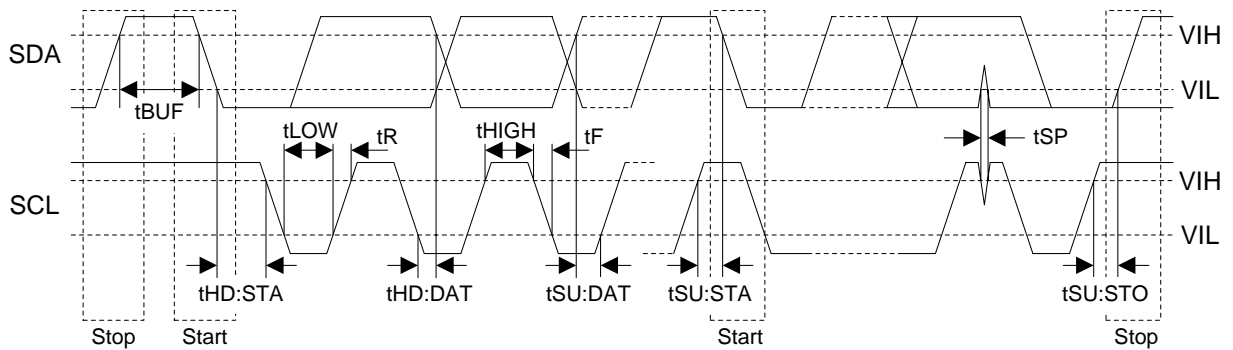 SDA
VIH
VIL
tBUF
tLOW
tR
tHIGH
tF
tSP
SCL
VIH
VIL
tHD:STA
tHD:DAT
tSU:DAT
tSU:STA
tSU:STO
Stop
Start
Start
Stop